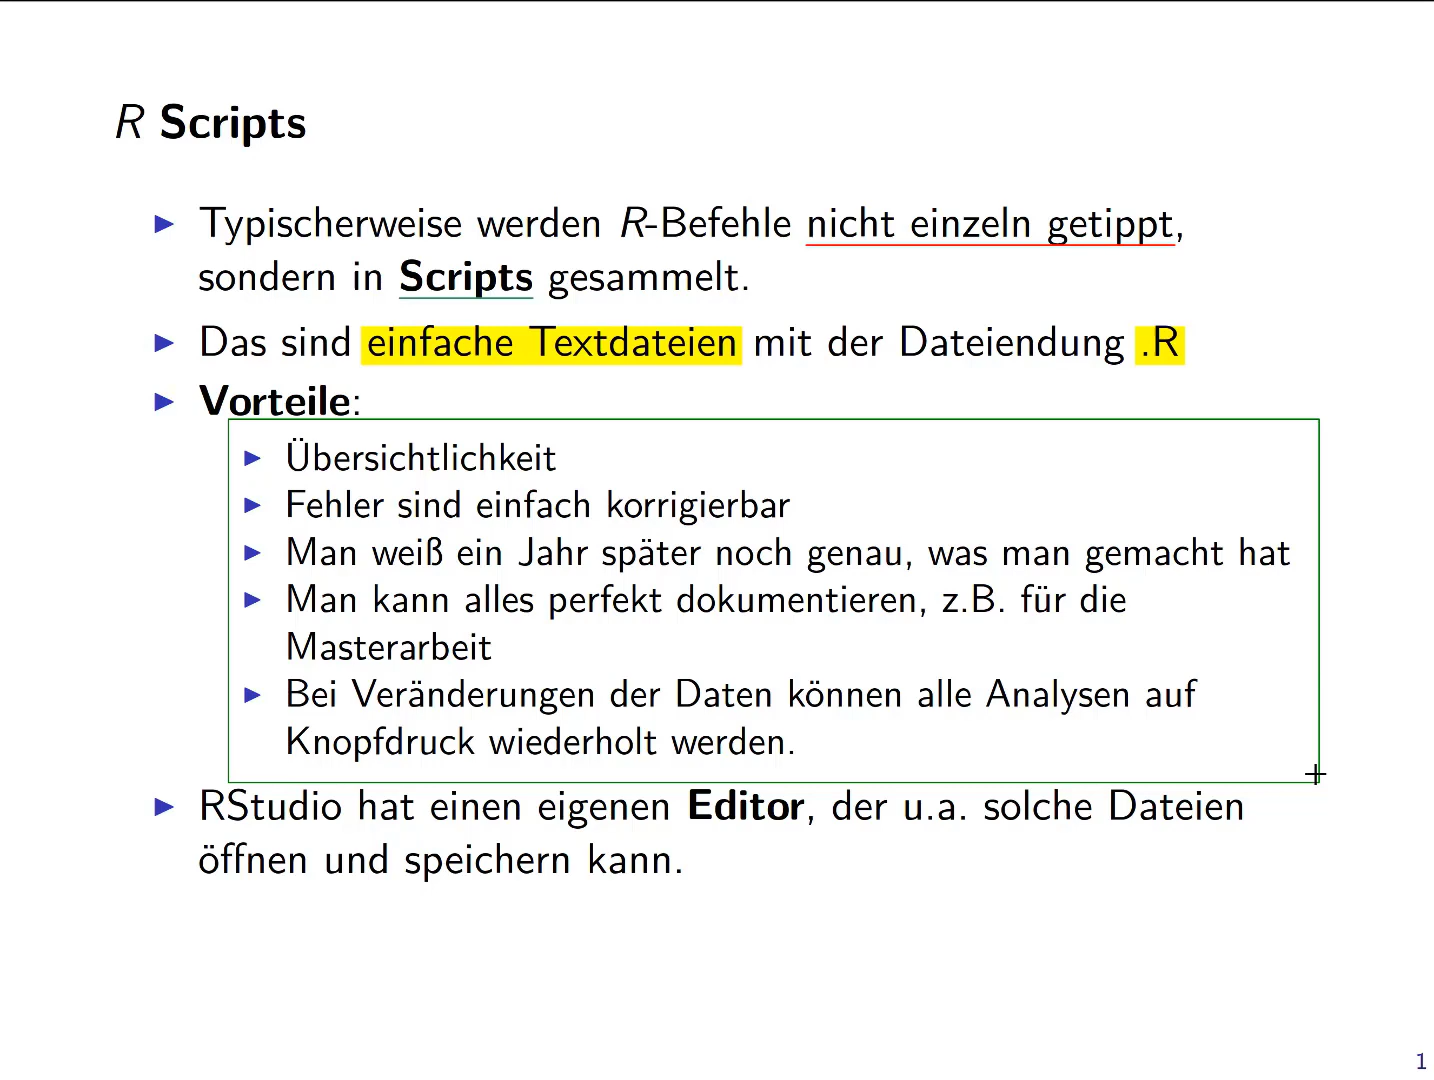 R Scripts
Typischerweise werden R-Befehle nicht einzeln getippt,
sondern in Scripts gesammelt.
Das sind einfache Textdateien mit der Dateiendung .R
Vorteile:
Übersichtlichkeit
Fehler sind einfach korrigierbar
Man weiß ein Jahr später noch genau, was man gemacht hat
Man kann alles perfekt dokumentieren, z.B. für die
Masterarbeit
Bei Veränderungen der Daten können alle Analysen auf
Knopfdruck wiederholt werden.
RStudio hat einen eigenen Editor, der u.a. solche Dateien
öffnen und speichern kann.
1